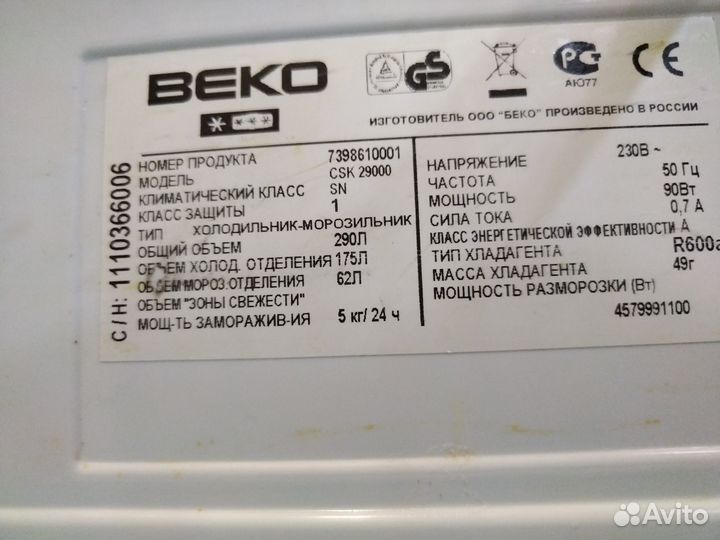 BEKO
GS
АЮ77
CE
ИЗГОТОВИТЕЛЬ ООО "БЕКО" ПРОИЗВЕДЕНО В РОССИИ
С/Н: 1110366006
НОМЕР ПРОДУКТА 7398610001
МОДЕЛЬ CSK 29000
КЛИМАТИЧЕСКИЙ КЛАСС SN
КЛАСС ЗАЩИТЫ 1
ТИП ХОЛОДИЛЬНИК-МОРОЗИЛЬНИК
ОБЩИЙ ОБЪЕМ 290Л
ОБЪЕМ ХОЛОД. ОТДЕЛЕНИЯ 175Л
ОБЪЕМ МОРОЗ.ОТДЕЛЕНИЯ 62Л
ОБЪЕМ "ЗОНЫ СВЕЖЕСТИ"
МОЩ-ТЬ ЗАМОРАЖИВ-ИЯ 5 кг/ 24 ч
НАПРЯЖЕНИЕ 230В ~
ЧАСТОТА 50 Гц
МОЩНОСТЬ 90Вт
СИЛА ТОКА 0,7 А
КЛАСС ЭНЕРГЕТИЧЕСКОЙ ЭФФЕКТИВНОСТИ А
ТИП ХЛАДАГЕНТА R600a
МАССА ХЛАДАГЕНТА 49г
МОЩНОСТЬ РАЗМОРОЗКИ (Вт)
4579991100
Avito